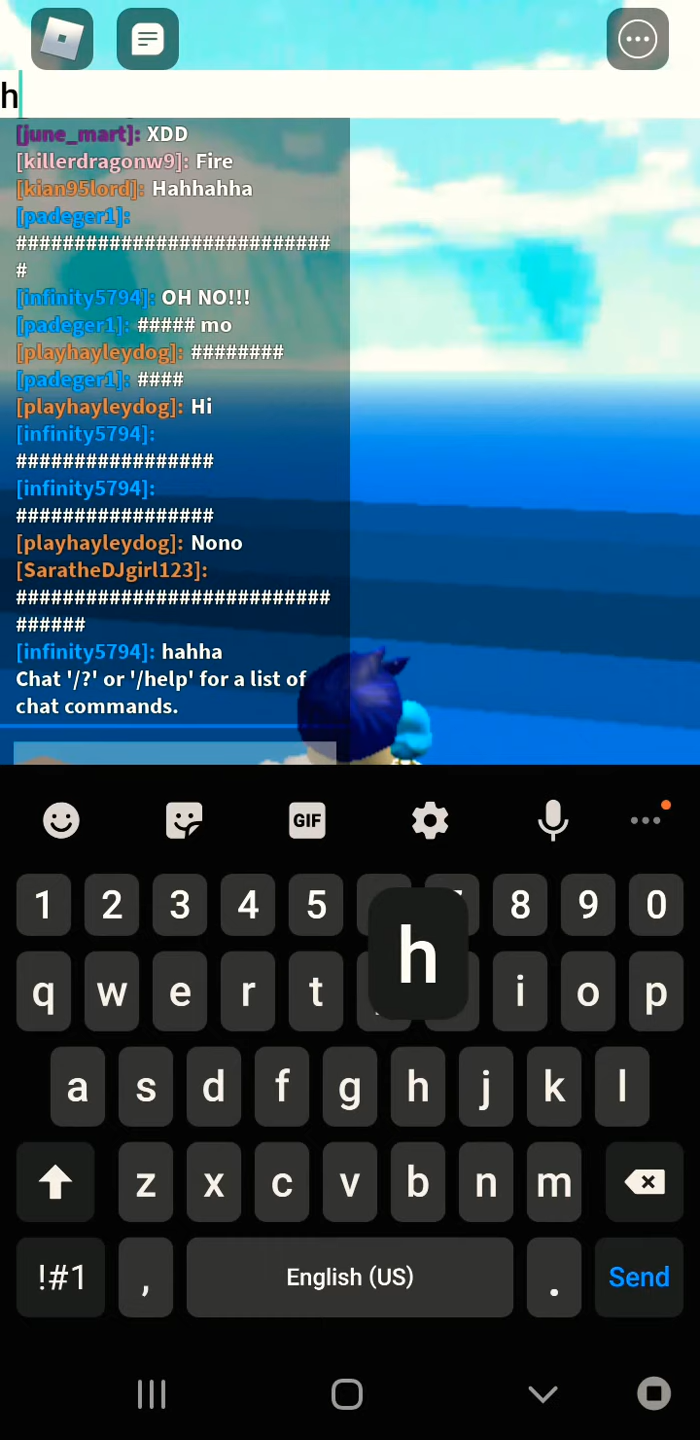 h
[june_mart]: XDD
[killerdragonw9]: Fire
[kian95lord]: Hahhahha
[padeger1]:
###########################
#
[infinity5794]: OH NO!!!
[padeger1]: ##### mo
[playhayleydog]: ########
[padeger1]: ####
[playhayleydog]: Hi
[infinity5794]:
#################
[infinity5794]:
#################
[playhayleydog]: Nono
[SaratheDJgirl123]:
###########################
######
[infinity5794]: hahha
Chat '/?' or '/help' for a list of
chat commands.
GIF
1 2 3 4 5 8 9 0
h
q w e r t i o p
a s d f g h j k l
z x c v b n m
!#1 , English (US) . Send